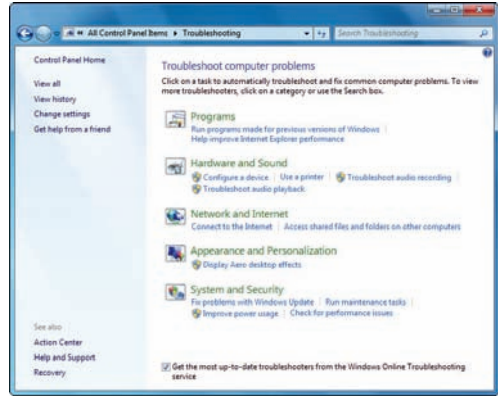 All Control Panel Items ▸ Troubleshooting
Search Troubleshooting
Control Panel Home
View all
View history
Change settings
Get help from a friend
Troubleshoot computer problems
Click on a task to automatically troubleshoot and fix common computer problems. To view
more troubleshooters, click on a category or use the Search box.
Programs
Run programs made for previous versions of Windows
Help improve Internet Explorer performance
Hardware and Sound
Configure a device | Use a printer | Troubleshoot audio recording
Troubleshoot audio playback
Network and Internet
Connect to the Internet | Access shared files and folders on other computers
Appearance and Personalization
Display Aero desktop effects
System and Security
Fix problems with Windows Update | Run maintenance tasks
Improve power usage | Check for performance issues
See also
Action Center
Help and Support
Recovery
Get the most up-to-date troubleshooters from the Windows Online Troubleshooting
service